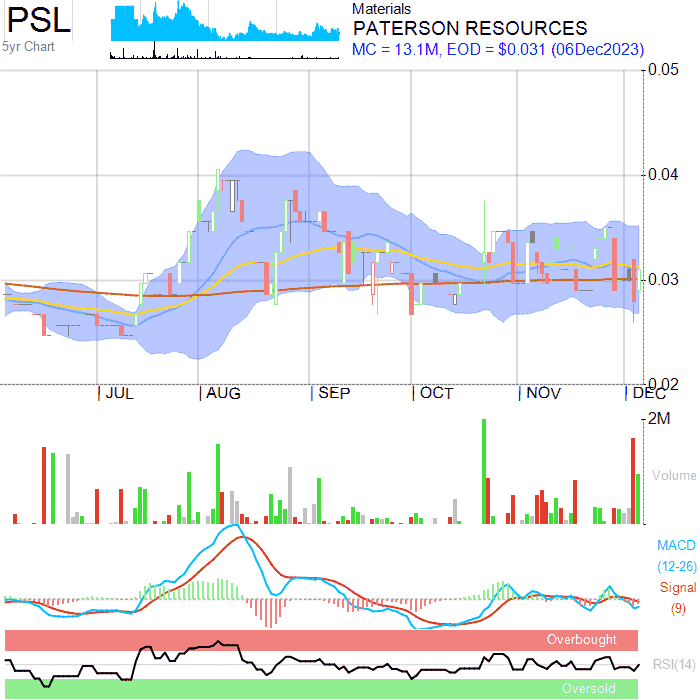 PSL
5yr Chart
Materials
PATERSON RESOURCES
MC = 13.1M, EOD = $0.031 (06Dec2023)
0.05
0.04
0.03
0.02
JUL AUG SEP OCT NOV DEC
2M
Volume
MACD
(12-26)
Signal
(9)
Overbought
RSI(14)
Oversold